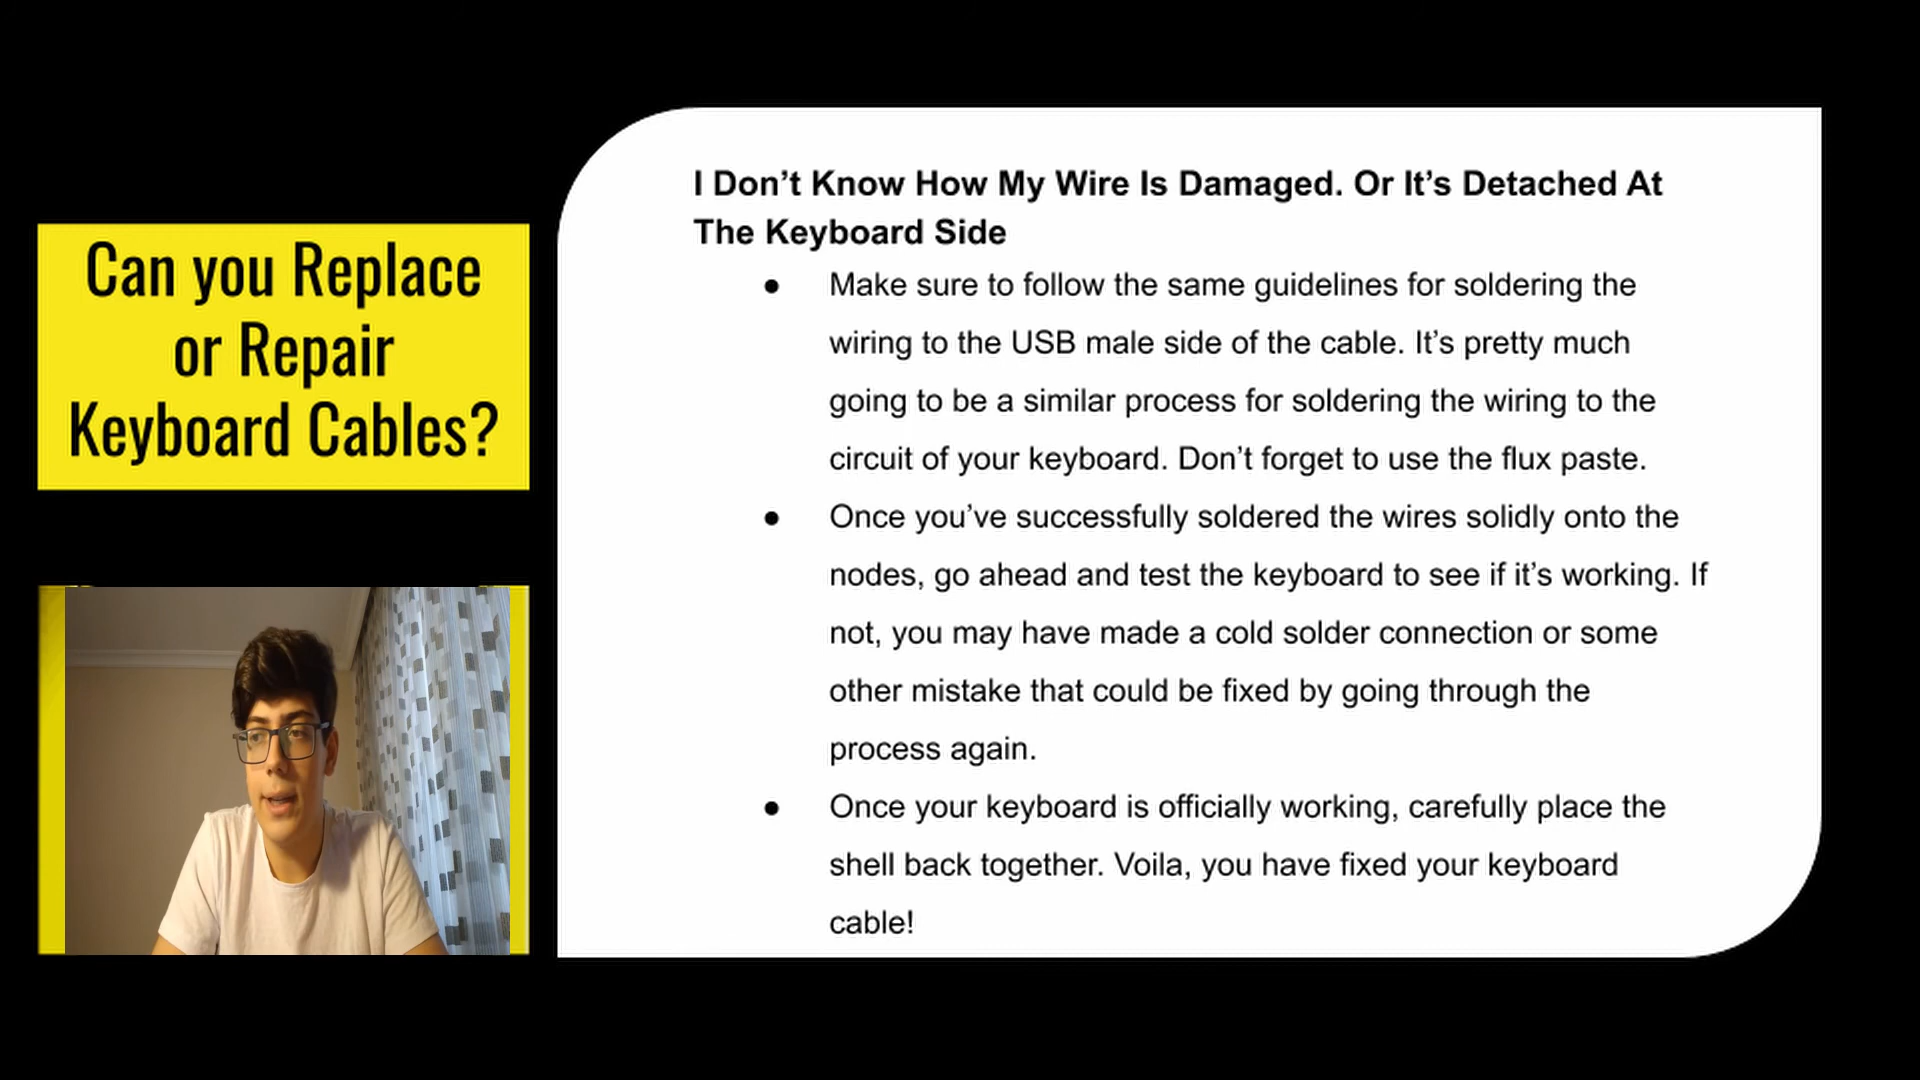 Can you Replace
or Repair
Keyboard Cables?
I Don’t Know How My Wire Is Damaged. Or It’s Detached At
The Keyboard Side
● Make sure to follow the same guidelines for soldering the
wiring to the USB male side of the cable. It’s pretty much
going to be a similar process for soldering the wiring to the
circuit of your keyboard. Don’t forget to use the flux paste.
● Once you’ve successfully soldered the wires solidly onto the
nodes, go ahead and test the keyboard to see if it’s working. If
not, you may have made a cold solder connection or some
other mistake that could be fixed by going through the
process again.
● Once your keyboard is officially working, carefully place the
shell back together. Voila, you have fixed your keyboard
cable!